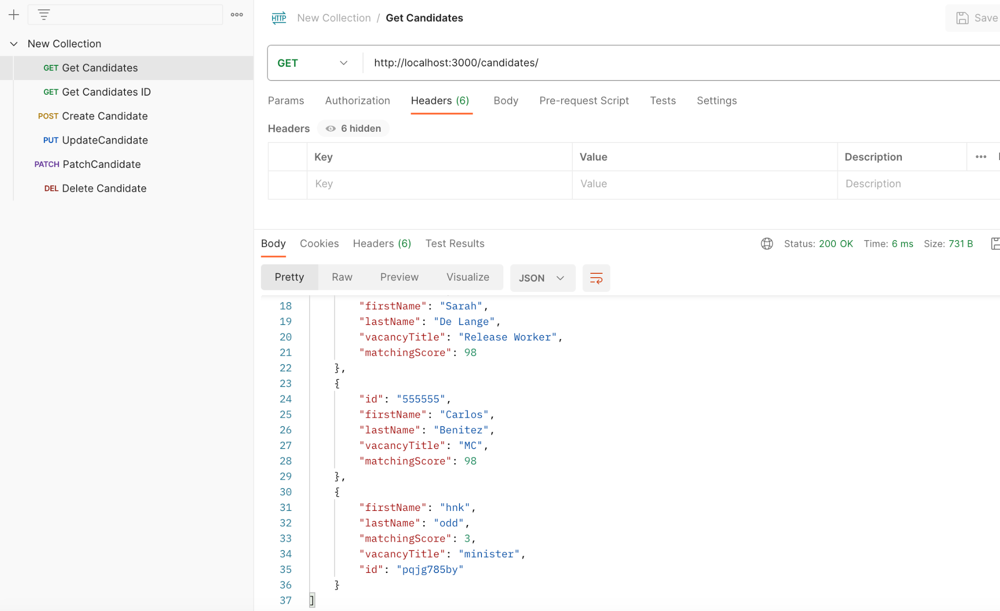 New Collection
GET Get Candidates
GET Get Candidates ID
POST Create Candidate
PUT UpdateCandidate
PATCH PatchCandidate
DEL Delete Candidate
HTTP New Collection / Get Candidates
Save
GET http://localhost:3000/candidates/
Params Authorization Headers (6) Body Pre-request Script Tests Settings
Headers 6 hidden
Key Value Description
Key Value Description
Body Cookies Headers (6) Test Results Status: 200 OK Time: 6 ms Size: 731 B
Pretty Raw Preview Visualize JSON
18 "firstName": "Sarah",
19 "lastName": "De Lange",
20 "vacancyTitle": "Release Worker",
21 "matchingScore": 98
22 },
23 {
24 "id": "555555",
25 "firstName": "Carlos",
26 "lastName": "Benitez",
27 "vacancyTitle": "MC",
28 "matchingScore": 98
29 },
30 {
31 "firstName": "hnk",
32 "lastName": "odd",
33 "matchingScore": 3,
34 "vacancyTitle": "minister",
35 "id": "pqjg785by"
36 }
37 ]